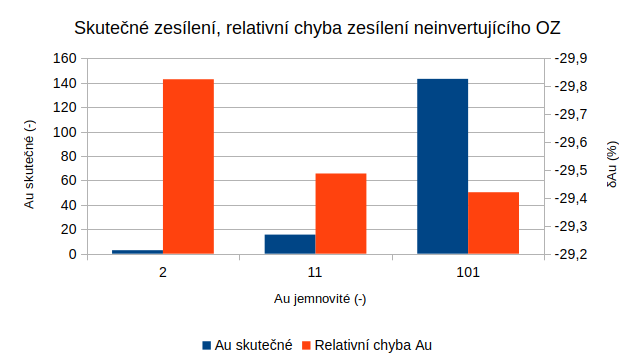 Skutečné zesílení, relativní chyba zesílení neinvertujícího OZ
160
140
120
100
80
60
40
20
0
-29,9
-29,8
-29,7
-29,6
-29,5
-29,4
-29,3
-29,2
Au skutečné (-)
δAu (%)
2 11 101
Au jemnovité (-)
Au skutečné Relativní chyba Au